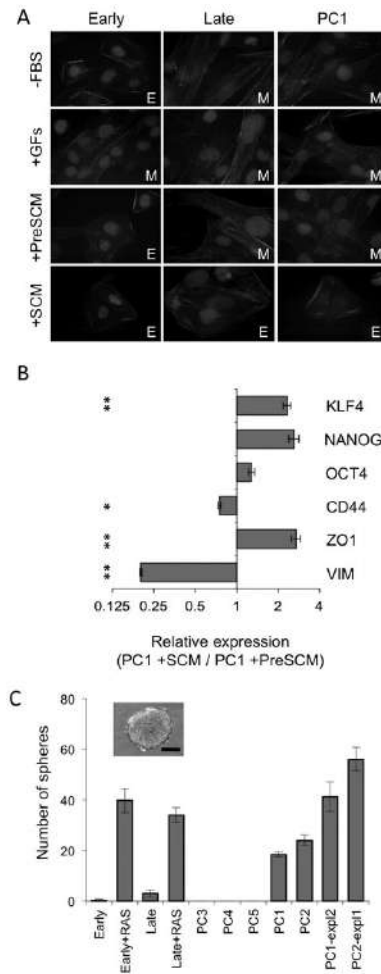 A
Early Late PC1
-FBS E M M
+GFs M M M
+PreSCM E M M
+SCM E E E
B
** KLF4
NANOG
OCT4
* CD44
** ZO1
** VIM
0.125 0.25 0.5 1 2 4
Relative expression
(PC1 +SCM / PC1 +PreSCM)
C
Number of spheres
80
60
40
20
0
Early Early+RAS Late Late+RAS PC3 PC4 PC5 PC1 PC2 PC1-expl2 PC2-expl1